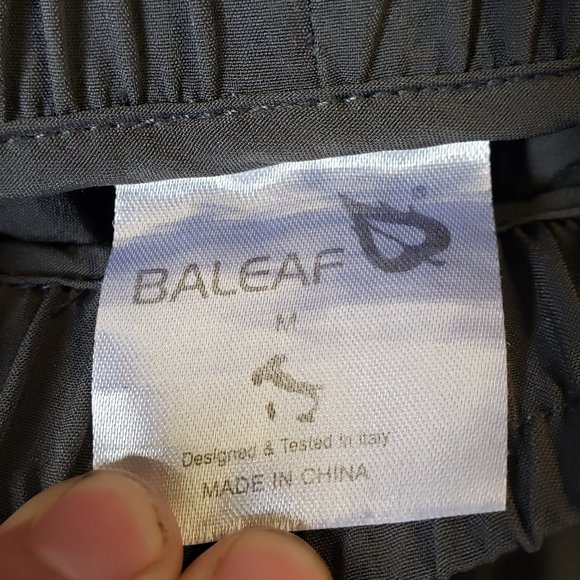 BALEAF ®
M
Designed & Tested in Italy
MADE IN CHINA